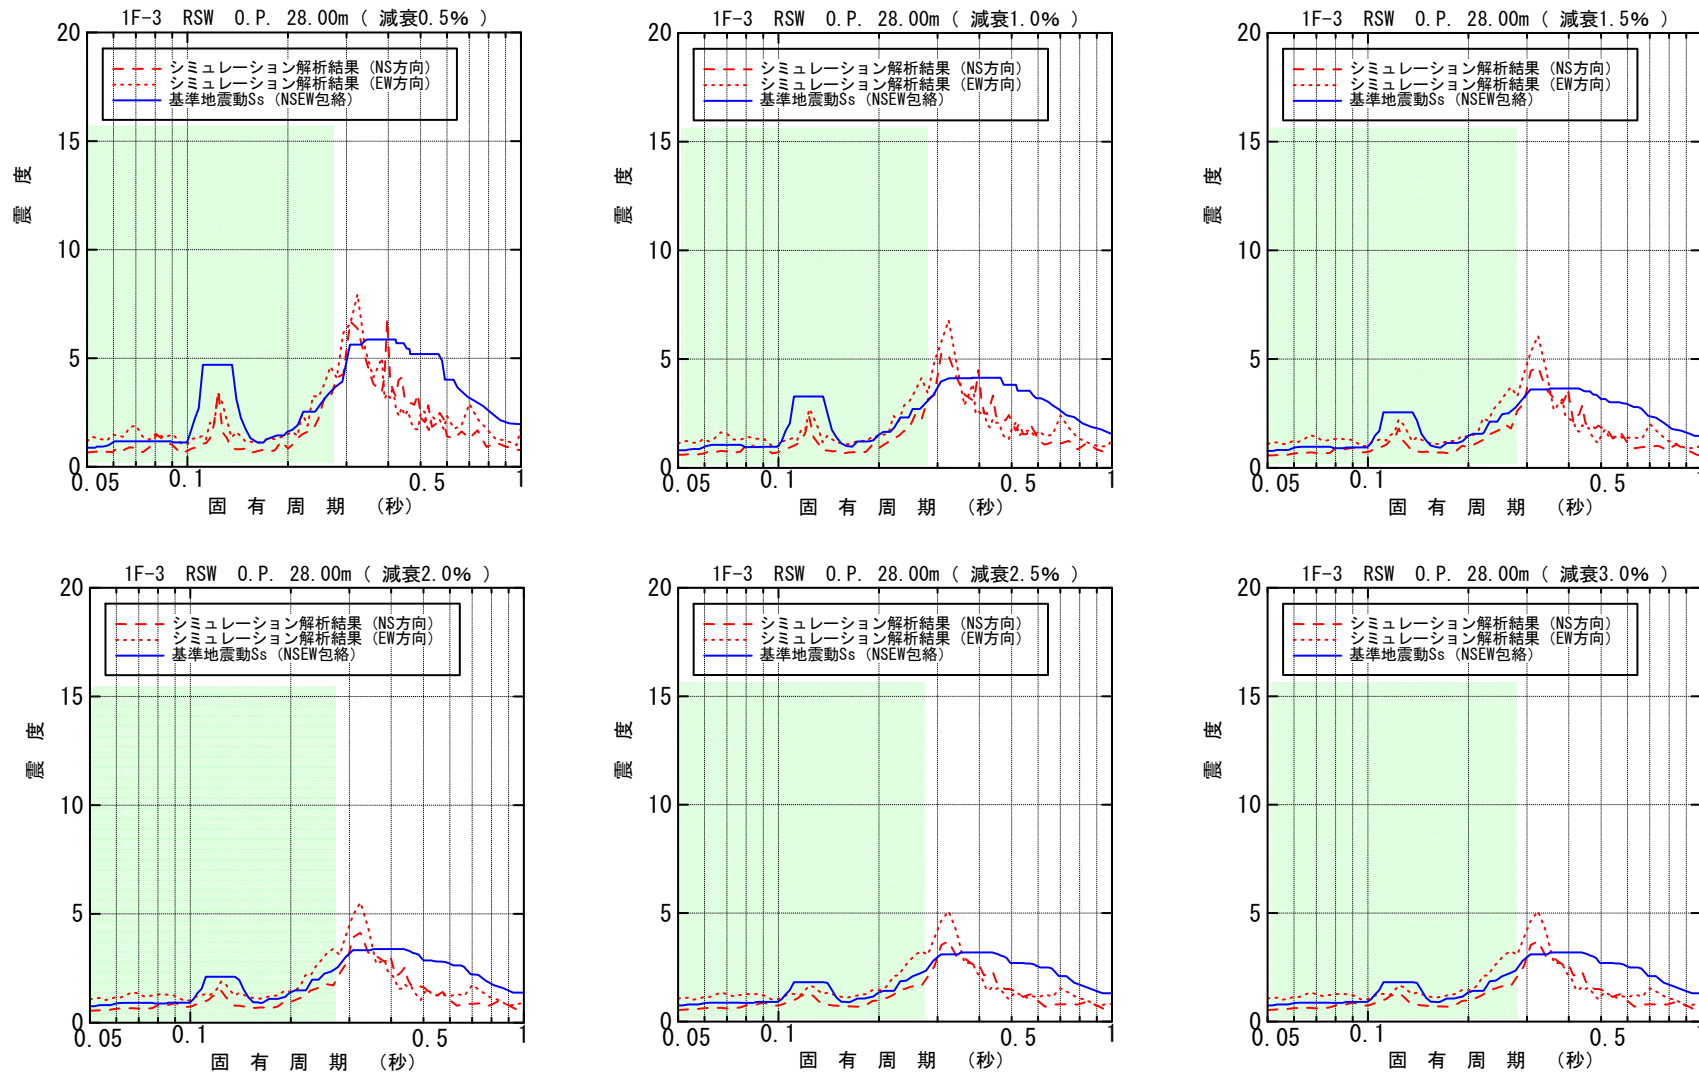 1F-3 RSW O.P. 28.00m ( 減衰0.5% )
20
シミュレーション解析結果 (NS方向)
シミュレーション解析結果 (EW方向)
基準地震動Ss (NSEW包絡)
15
震度
10
5
0
0.05 0.1 0.5 1
固有周期 (秒)
1F-3 RSW O.P. 28.00m ( 減衰1.0% )
20
シミュレーション解析結果 (NS方向)
シミュレーション解析結果 (EW方向)
基準地震動Ss (NSEW包絡)
15
震度
10
5
0
0.05 0.1 0.5 1
固有周期 (秒)
1F-3 RSW O.P. 28.00m ( 減衰1.5% )
20
シミュレーション解析結果 (NS方向)
シミュレーション解析結果 (EW方向)
基準地震動Ss (NSEW包絡)
15
震度
10
5
0
0.05 0.1 0.5 1
固有周期 (秒)
1F-3 RSW O.P. 28.00m ( 減衰2.0% )
20
シミュレーション解析結果 (NS方向)
シミュレーション解析結果 (EW方向)
基準地震動Ss (NSEW包絡)
15
震度
10
5
0
0.05 0.1 0.5 1
固有周期 (秒)
1F-3 RSW O.P. 28.00m ( 減衰2.5% )
20
シミュレーション解析結果 (NS方向)
シミュレーション解析結果 (EW方向)
基準地震動Ss (NSEW包絡)
15
震度
10
5
0
0.05 0.1 0.5 1
固有周期 (秒)
1F-3 RSW O.P. 28.00m ( 減衰3.0% )
20
シミュレーション解析結果 (NS方向)
シミュレーション解析結果 (EW方向)
基準地震動Ss (NSEW包絡)
15
震度
10
5
0
0.05 0.1 0.5 1
固有周期 (秒)